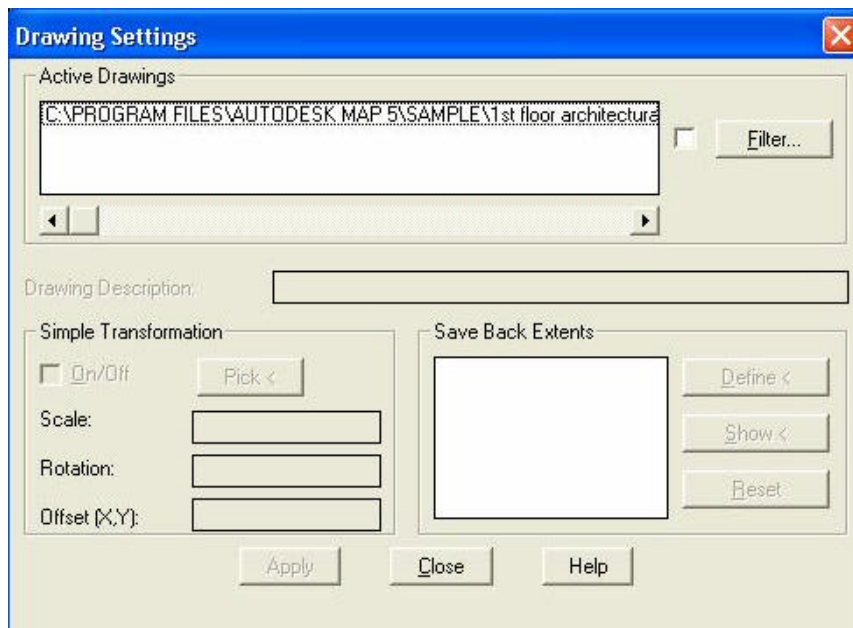 Drawing Settings
Active Drawings
C:\PROGRAM FILES\AUTODESK MAP 5\SAMPLE\1st floor architectura
Filter...
Drawing Description:
Simple Transformation
On/Off
Pick <
Scale:
Rotation:
Offset (X,Y):
Save Back Extents
Define <
Show <
Reset
Apply
Close
Help